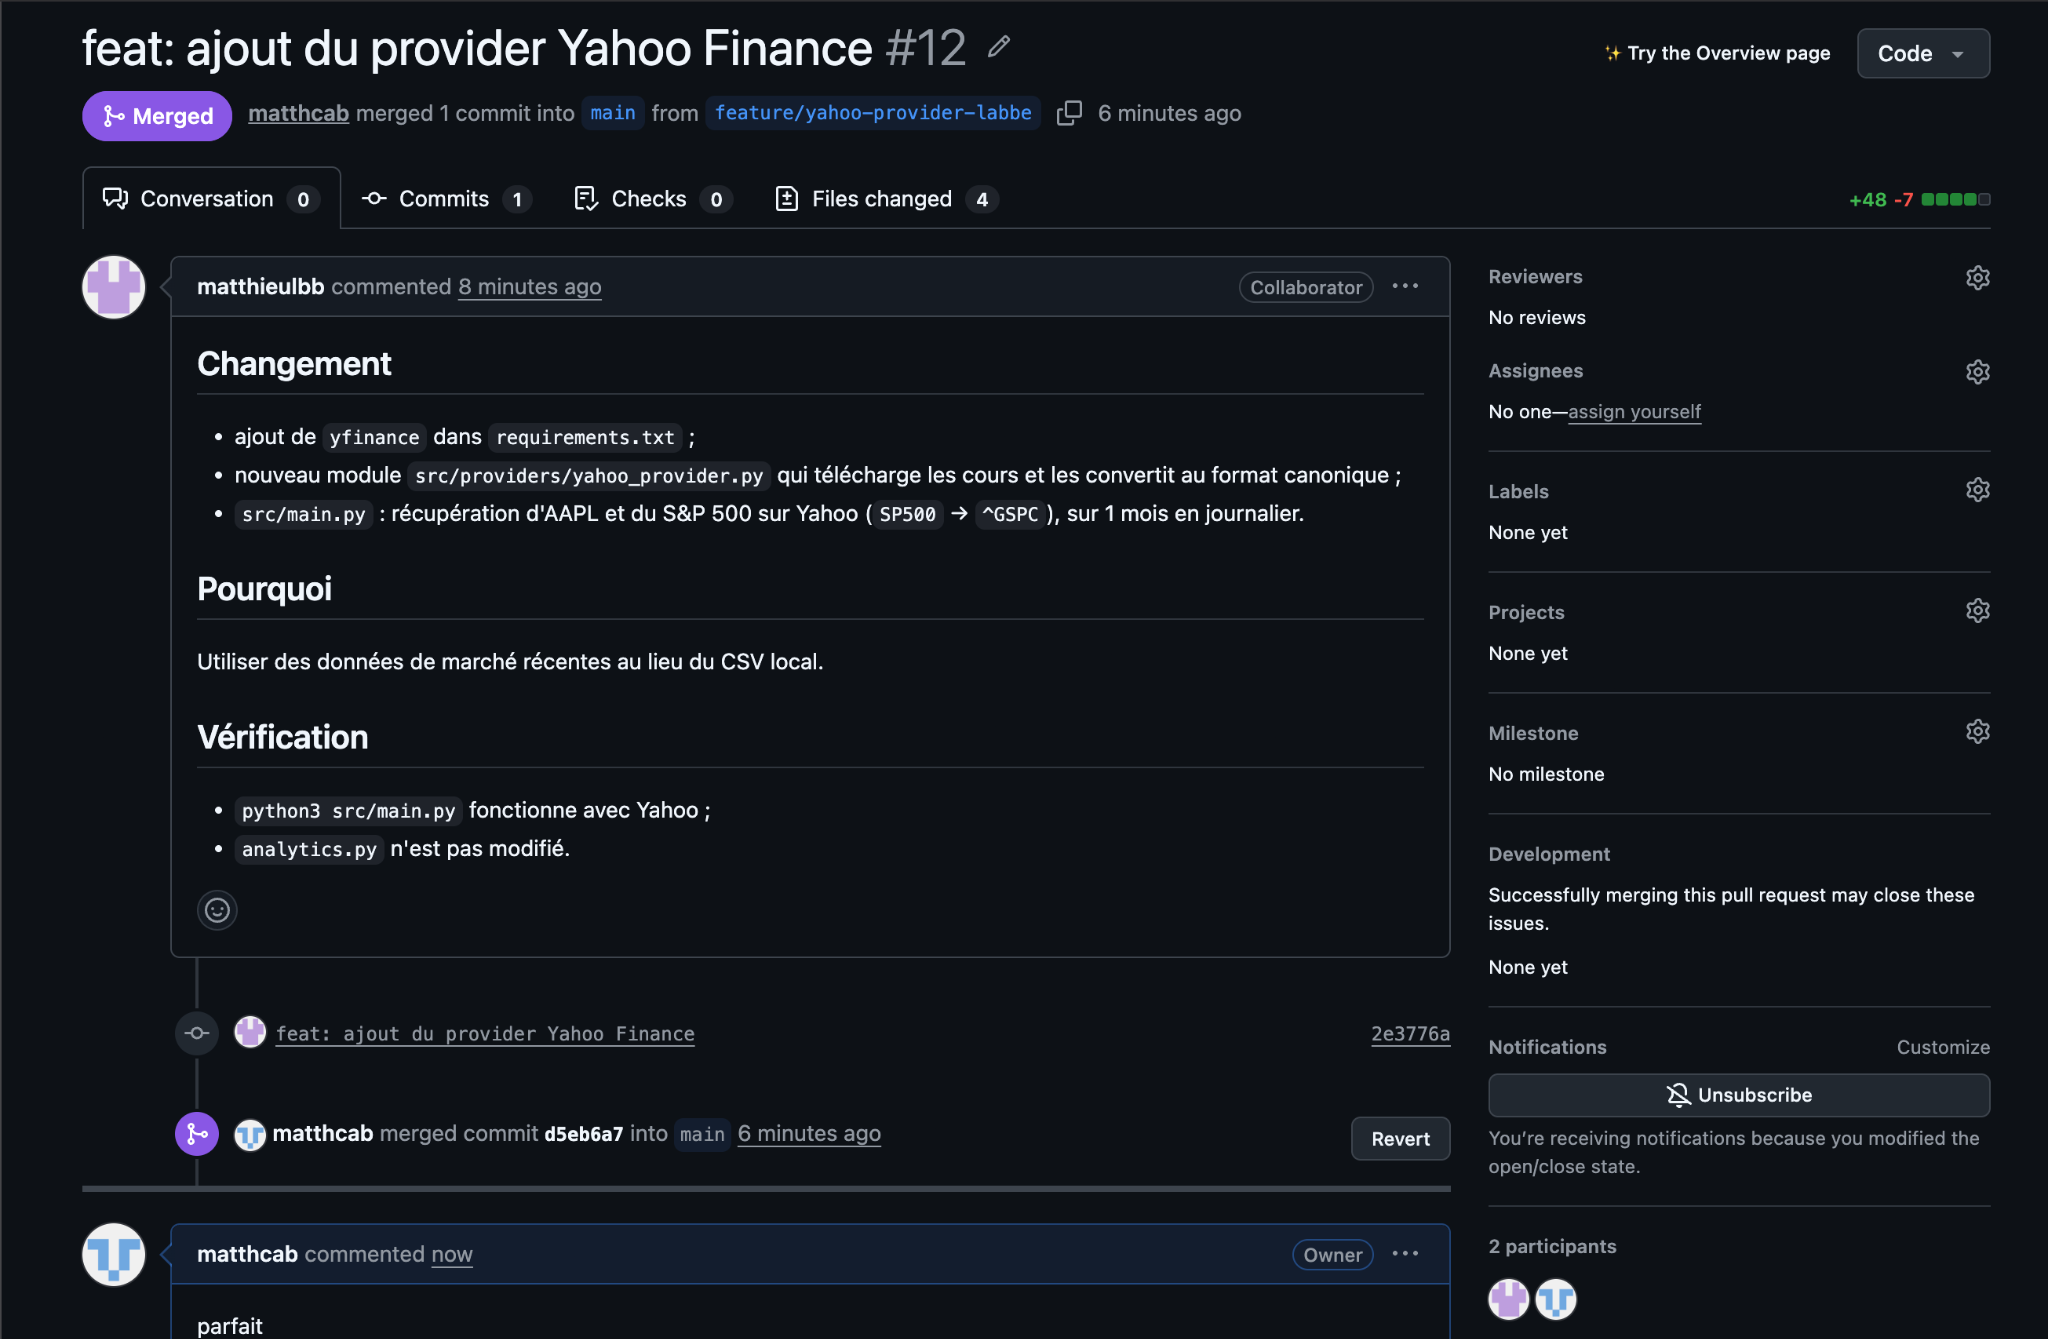 feat: ajout du provider Yahoo Finance #12
Try the Overview page
Code
Merged
matthcab merged 1 commit into main from feature/yahoo-provider-labbe 6 minutes ago
Conversation 0
Commits 1
Checks 0
Files changed 4
+48 -7
matthieulbb commented 8 minutes ago
Collaborator
Changement
• ajout de yfinance dans requirements.txt ;
• nouveau module src/providers/yahoo_provider.py qui télécharge les cours et les convertit au format canonique ;
• src/main.py : récupération d'AAPL et du S&P 500 sur Yahoo ( SP500 → ^GSPC ), sur 1 mois en journalier.
Pourquoi
Utiliser des données de marché récentes au lieu du CSV local.
Vérification
• python3 src/main.py fonctionne avec Yahoo ;
• analytics.py n'est pas modifié.
feat: ajout du provider Yahoo Finance
2e3776a
matthcab merged commit d5eb6a7 into main 6 minutes ago
Revert
matthcab commented now
Owner
parfait
Reviewers
No reviews
Assignees
No one—assign yourself
Labels
None yet
Projects
None yet
Milestone
No milestone
Development
Successfully merging this pull request may close these
issues.
None yet
Notifications
Customize
Unsubscribe
You’re receiving notifications because you modified the
open/close state.
2 participants